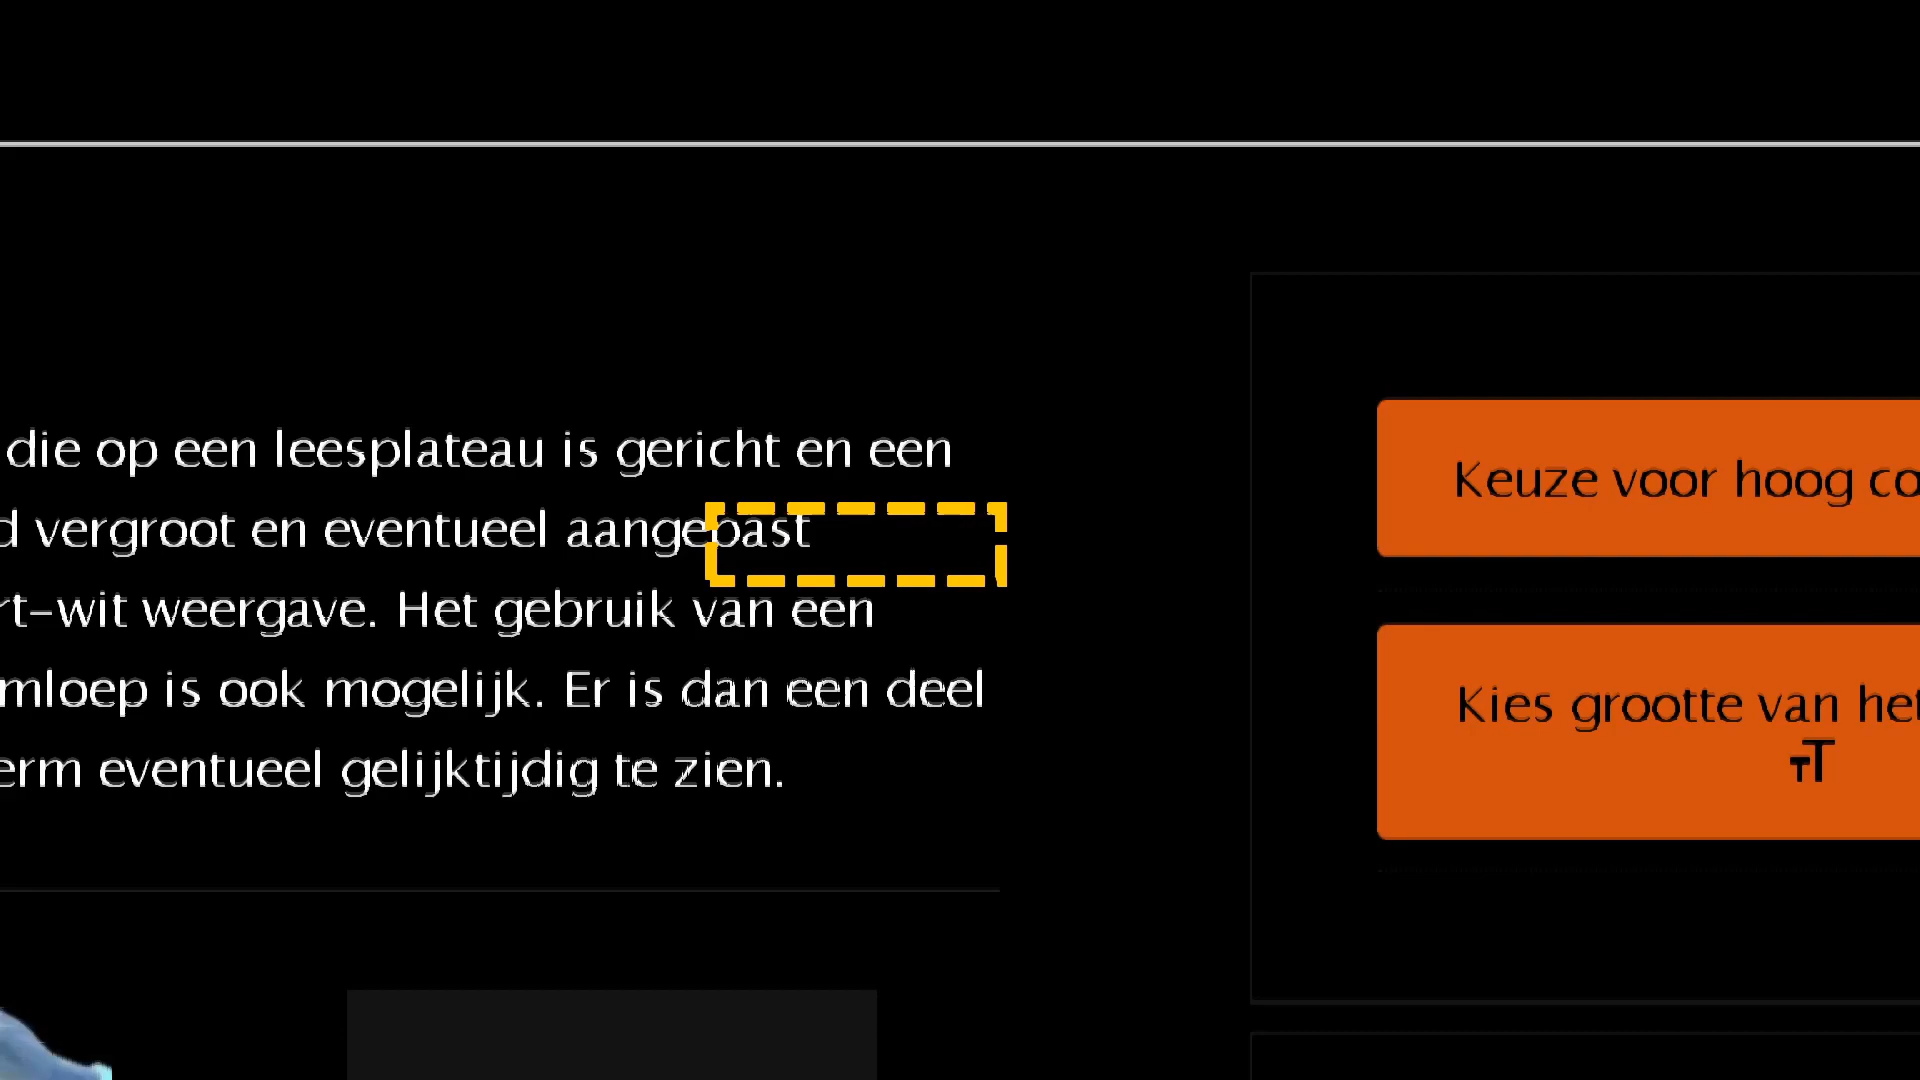 die op een leesplateau is gericht en een
d vergroot en eventueel aangepast
rt-wit weergave. Het gebruik van een
mloep is ook mogelijk. Er is dan een deel
erm eventueel gelijktijdig te zien.
Keuze voor hoog co
Kies grootte van het
TT